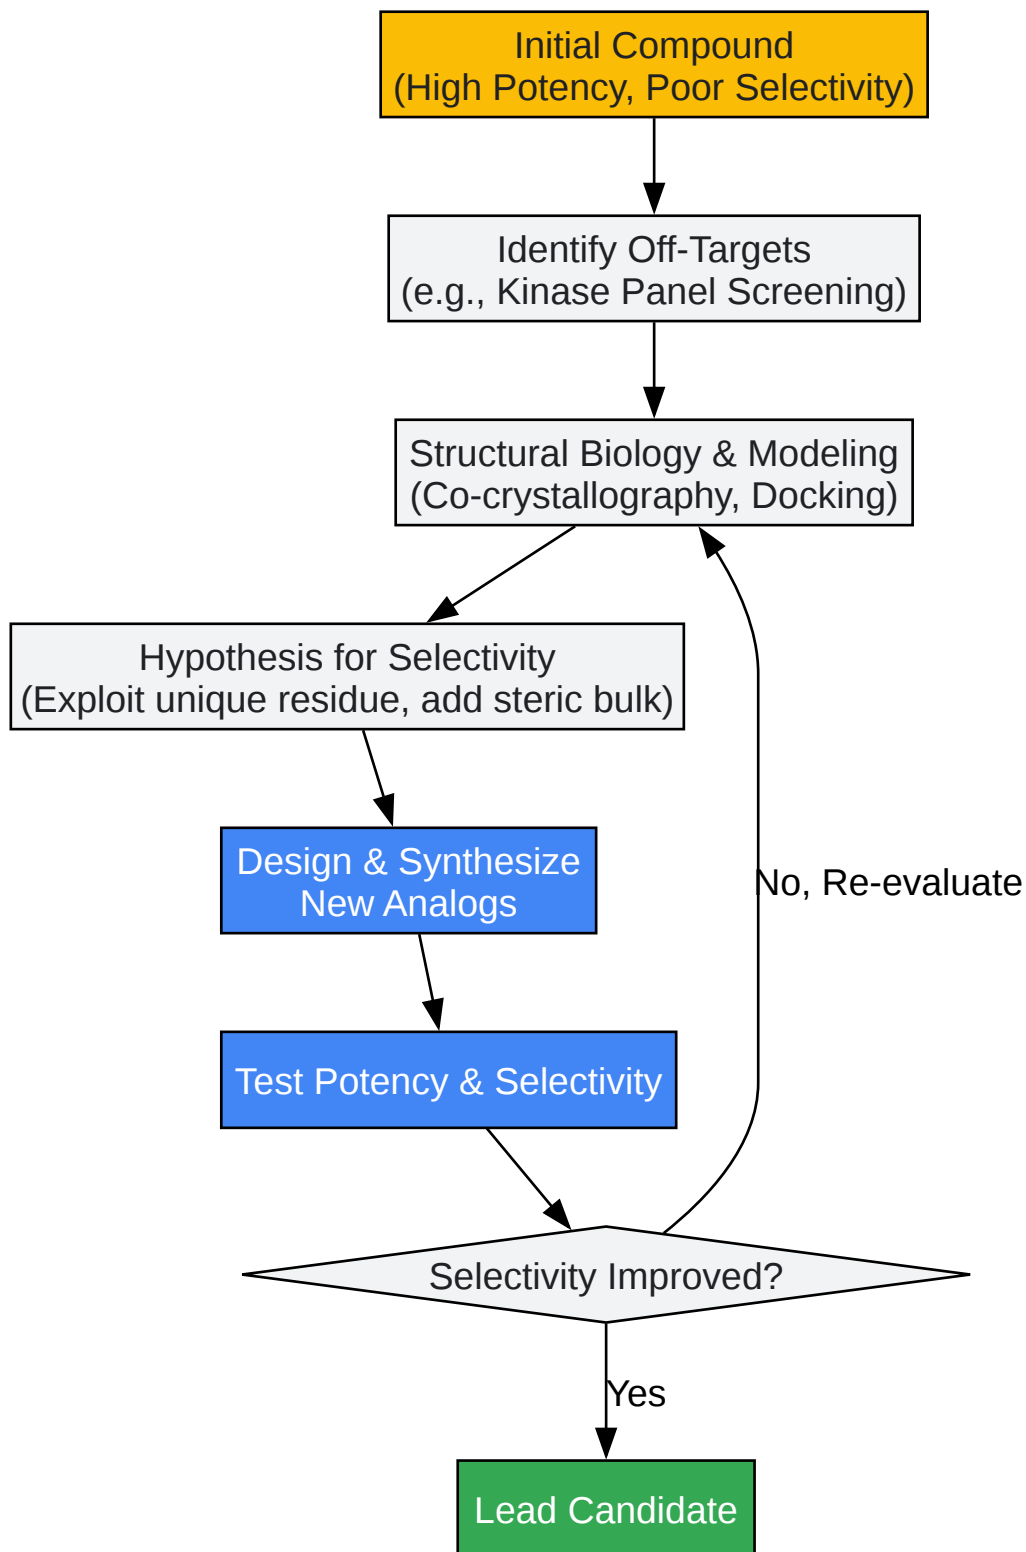 Initial Compound
(High Potency, Poor Selectivity)
Identify Off-Targets
(e.g., Kinase Panel Screening)
Structural Biology & Modeling
(Co-crystallography, Docking)
Hypothesis for Selectivity
(Exploit unique residue, add steric bulk)
Design & Synthesize
New Analogs
No, Re-evaluate
Test Potency & Selectivity
Selectivity Improved?
Yes
Lead Candidate